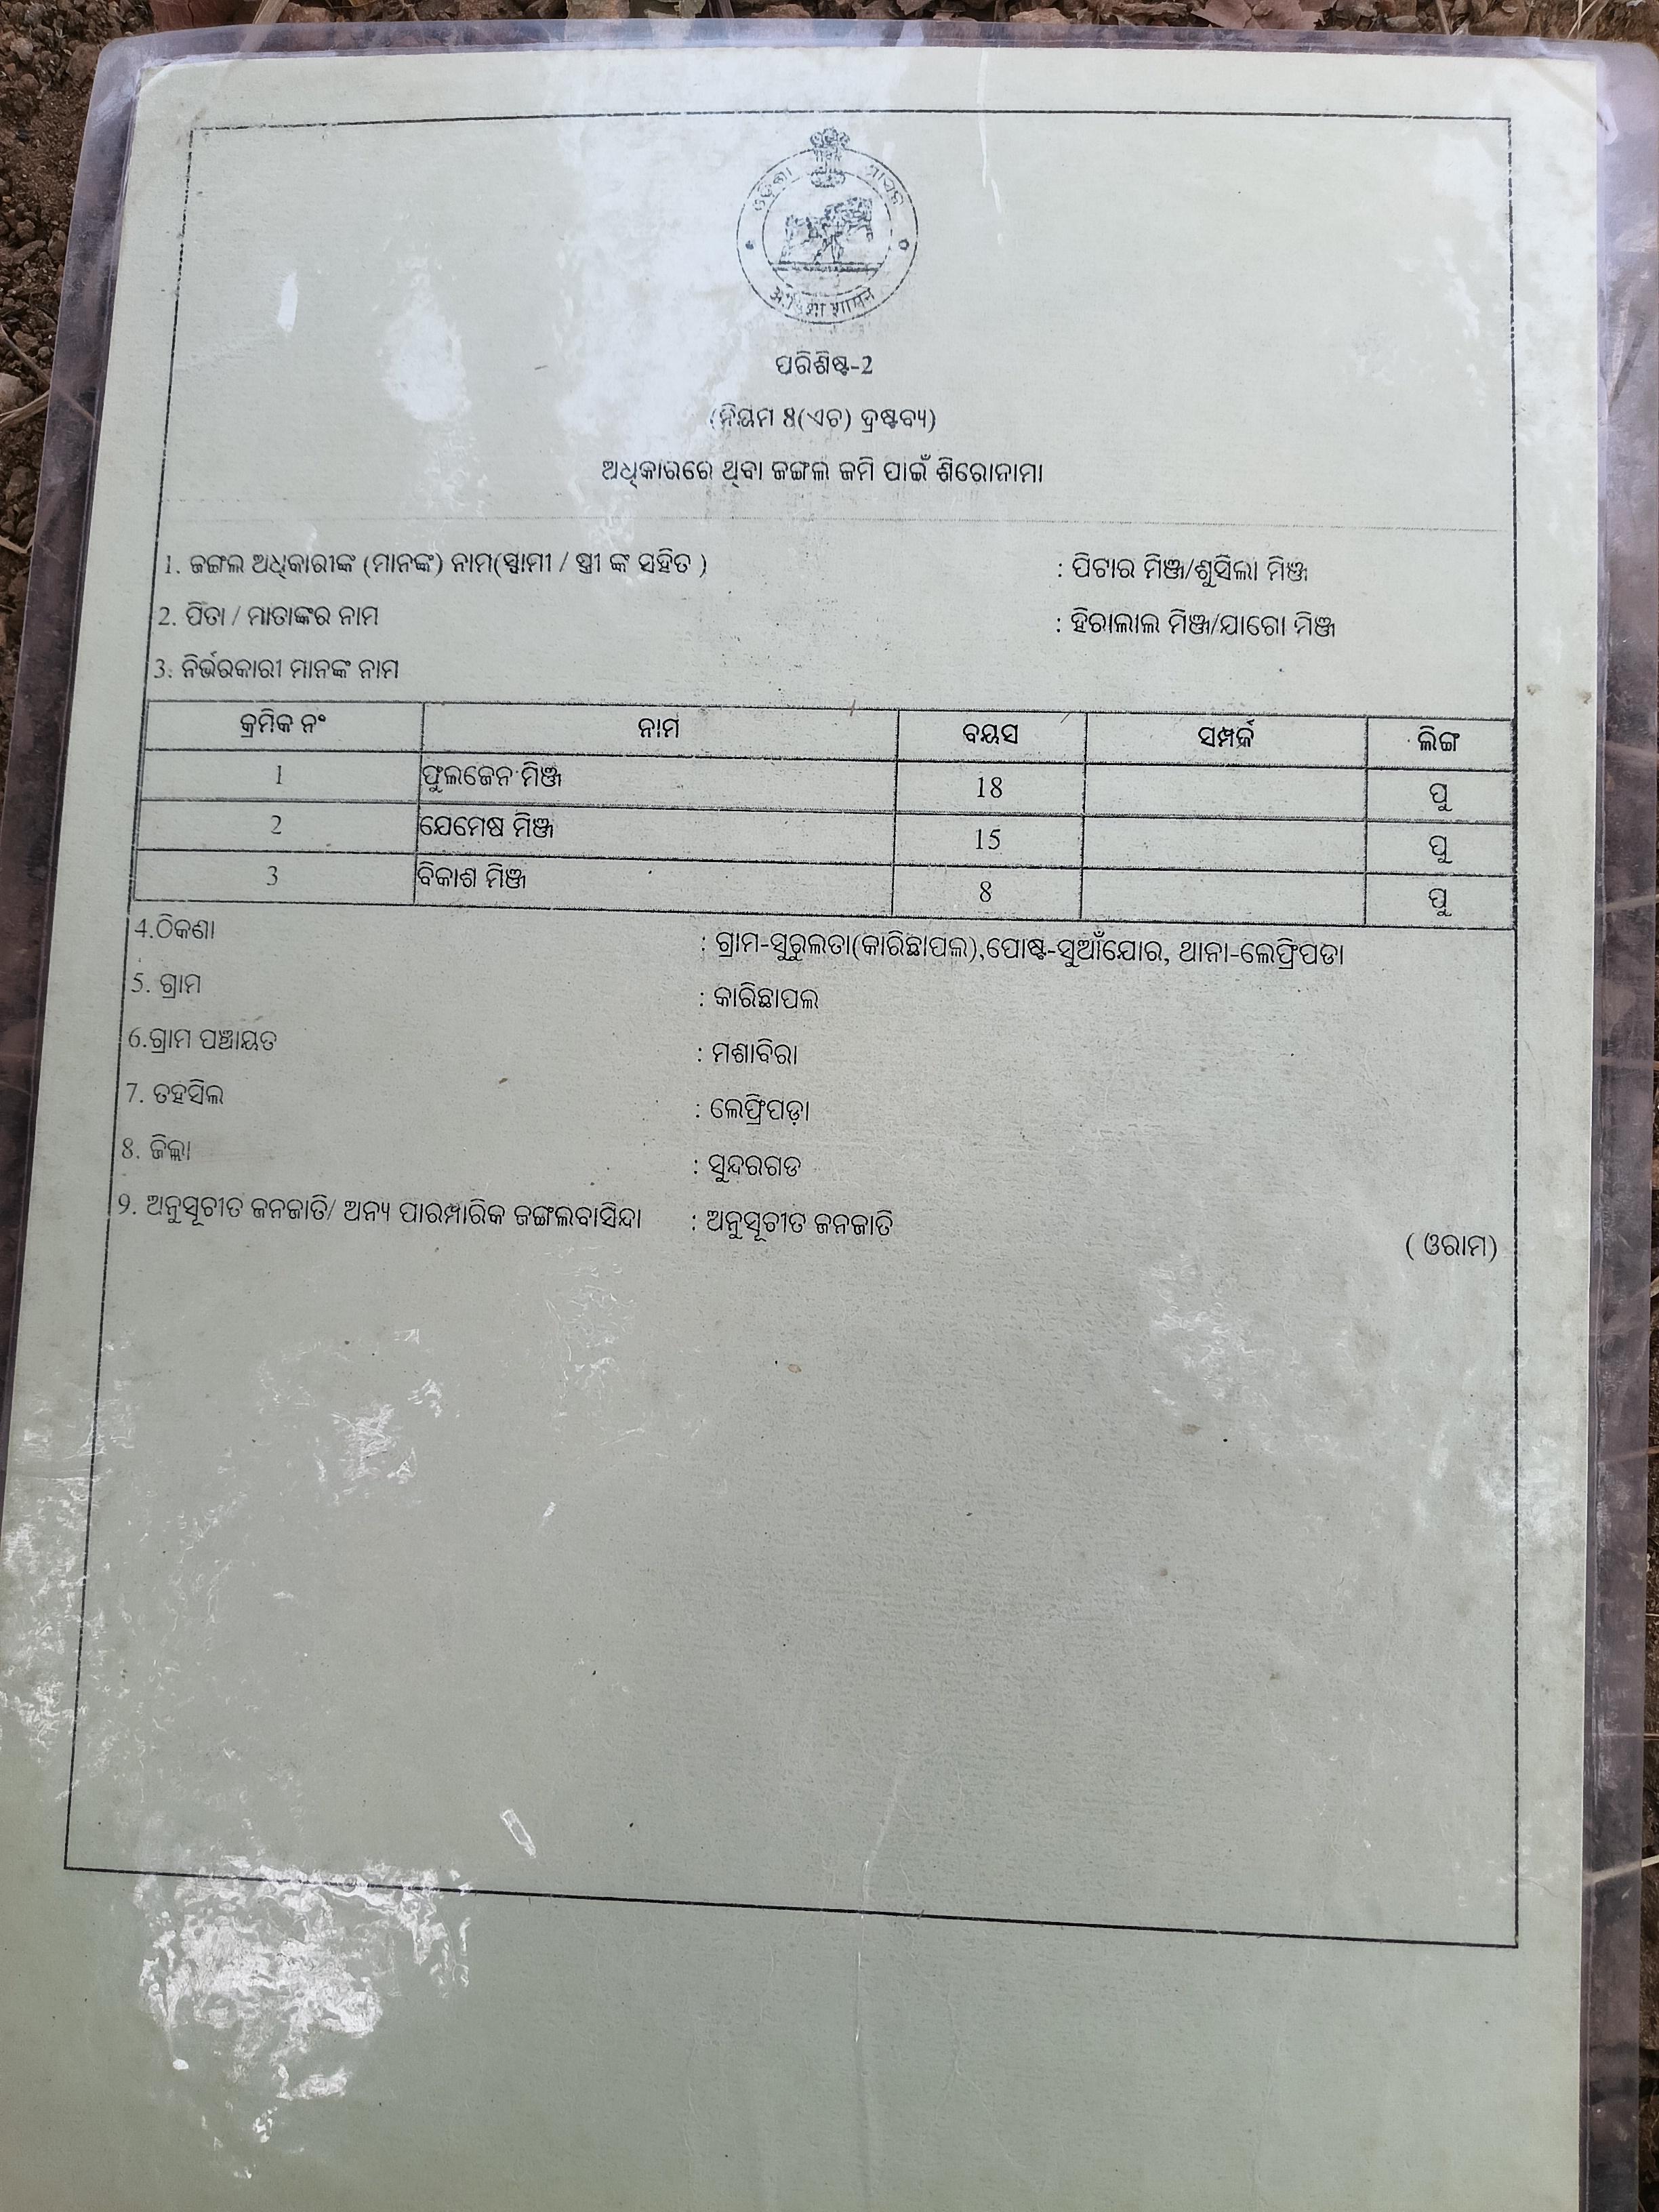 ଓଡ଼ିଶା ଶାସନ
शासन
ପରିଶିଷ୍ଟ-2
(ନିୟମ 8(ଏଚ) ଦ୍ରଷ୍ଟବ୍ୟ)
ଅଧିକାରରେ ଥିବା ଜଙ୍ଗଲ ଜମି ପାଇଁ ଶିରୋନାମା
1. ଜଙ୍ଗଲ ଅଧିକାରୀଙ୍କ (ମାନଙ୍କ) ନାମ(ସ୍ୱାମୀ / ସ୍ତ୍ରୀ ଙ୍କ ସହିତ ) : ପିଟାର ମିଞ୍ଜ/ଶୁସିଲା ମିଞ୍ଜ
2. ପିତା / ମାତାଙ୍କର ନାମ : ହିରାଲାଲ ମିଞ୍ଜ/ଯାଗୋ ମିଞ୍ଜ
3. ନିର୍ଭରକାରୀ ମାନଙ୍କ ନାମ
କ୍ରମିକ ନଂ ନାମ ବୟସ ସମ୍ପର୍କ ଲିଙ୍ଗ
1 ଫୁଲଜେନ ମିଞ୍ଜ 18 ପୁ
2 ଯେମେଷ ମିଞ୍ଜ 15 ପୁ
3 ବିକାଶ ମିଞ୍ଜ 8 ପୁ
4.ଠିକଣା : ଗ୍ରାମ-ସୁରୁଲତା(କାରିଛାପଲ),ପୋଷ୍ଟ-ସୁଆଁଯୋର, ଥାନା-ଲେଫ୍ରିପଡା
5. ଗ୍ରାମ : କାରିଛାପଲ
6.ଗ୍ରାମ ପଞ୍ଚାୟତ : ମଶାବିରା
7. ତହସିଲ : ଲେଫ୍ରିପଡ଼ା
8. ଜିଲ୍ଲା : ସୁନ୍ଦରଗଡ
9. ଅନୁସୂଚୀତ ଜନଜାତି/ ଅନ୍ୟ ପାରମ୍ପାରିକ ଜଙ୍ଗଲବାସିନ୍ଦା : ଅନୁସୂଚୀତ ଜନଜାତି
( ଓରାମ)